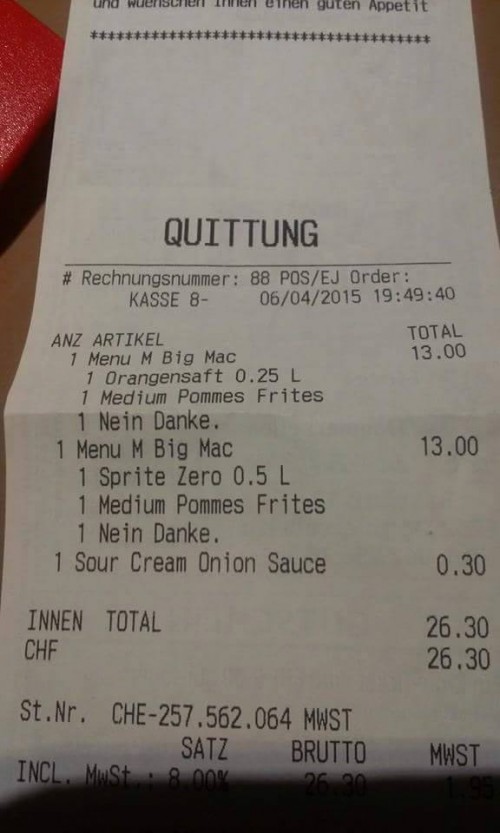 und wuenschen Ihnen einen guten Appetit
******************************************
QUITTUNG
# Rechnungsnummer: 88 POS/EJ Order:
KASSE 8- 06/04/2015 19:49:40
ANZ ARTIKEL TOTAL
1 Menu M Big Mac 13.00
1 Orangensaft 0.25 L
1 Medium Pommes Frites
1 Nein Danke.
1 Menu M Big Mac 13.00
1 Sprite Zero 0.5 L
1 Medium Pommes Frites
1 Nein Danke.
1 Sour Cream Onion Sauce 0.30
INNEN TOTAL 26.30
CHF 26.30
St.Nr. CHE-257.562.064 MWST
SATZ BRUTTO MWST
INCL. MwSt.: 8.00% 26.30 1.95